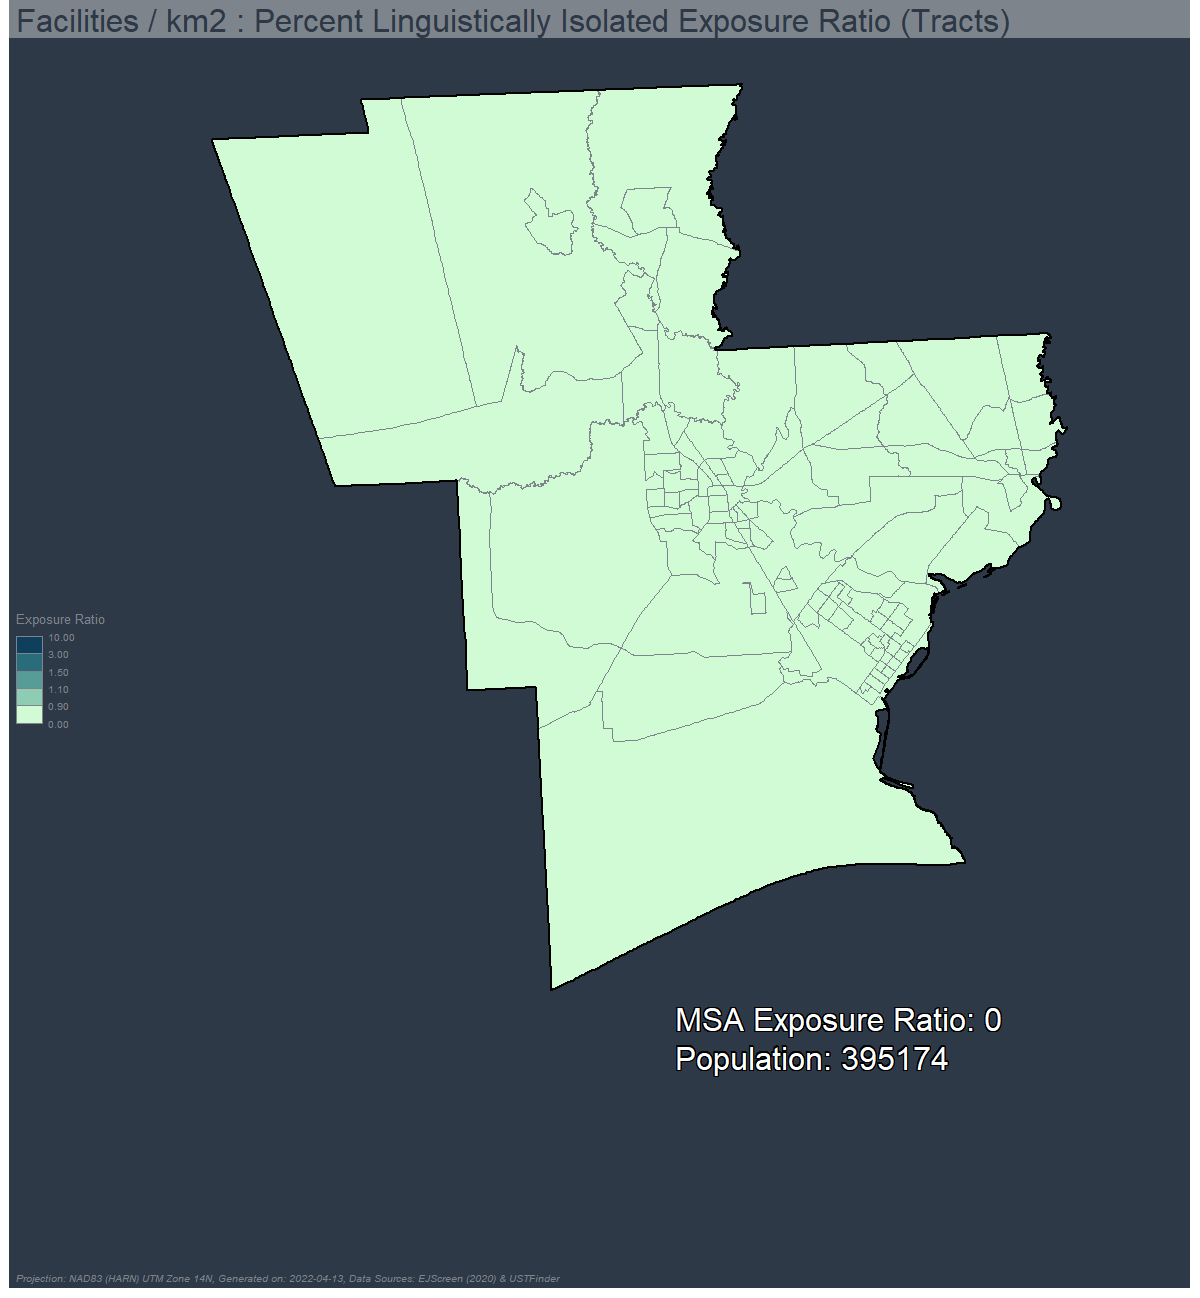 Facilities / km2 : Percent Linguistically Isolated Exposure Ratio (Tracts)
Exposure Ratio
10.00
3.00
1.50
1.10
0.90
0.00
MSA Exposure Ratio: 0
Population: 395174
Projection: NAD83 (HARN) UTM Zone 14N, Generated on: 2022-04-13, Data Sources: EJScreen (2020) & USTFinder